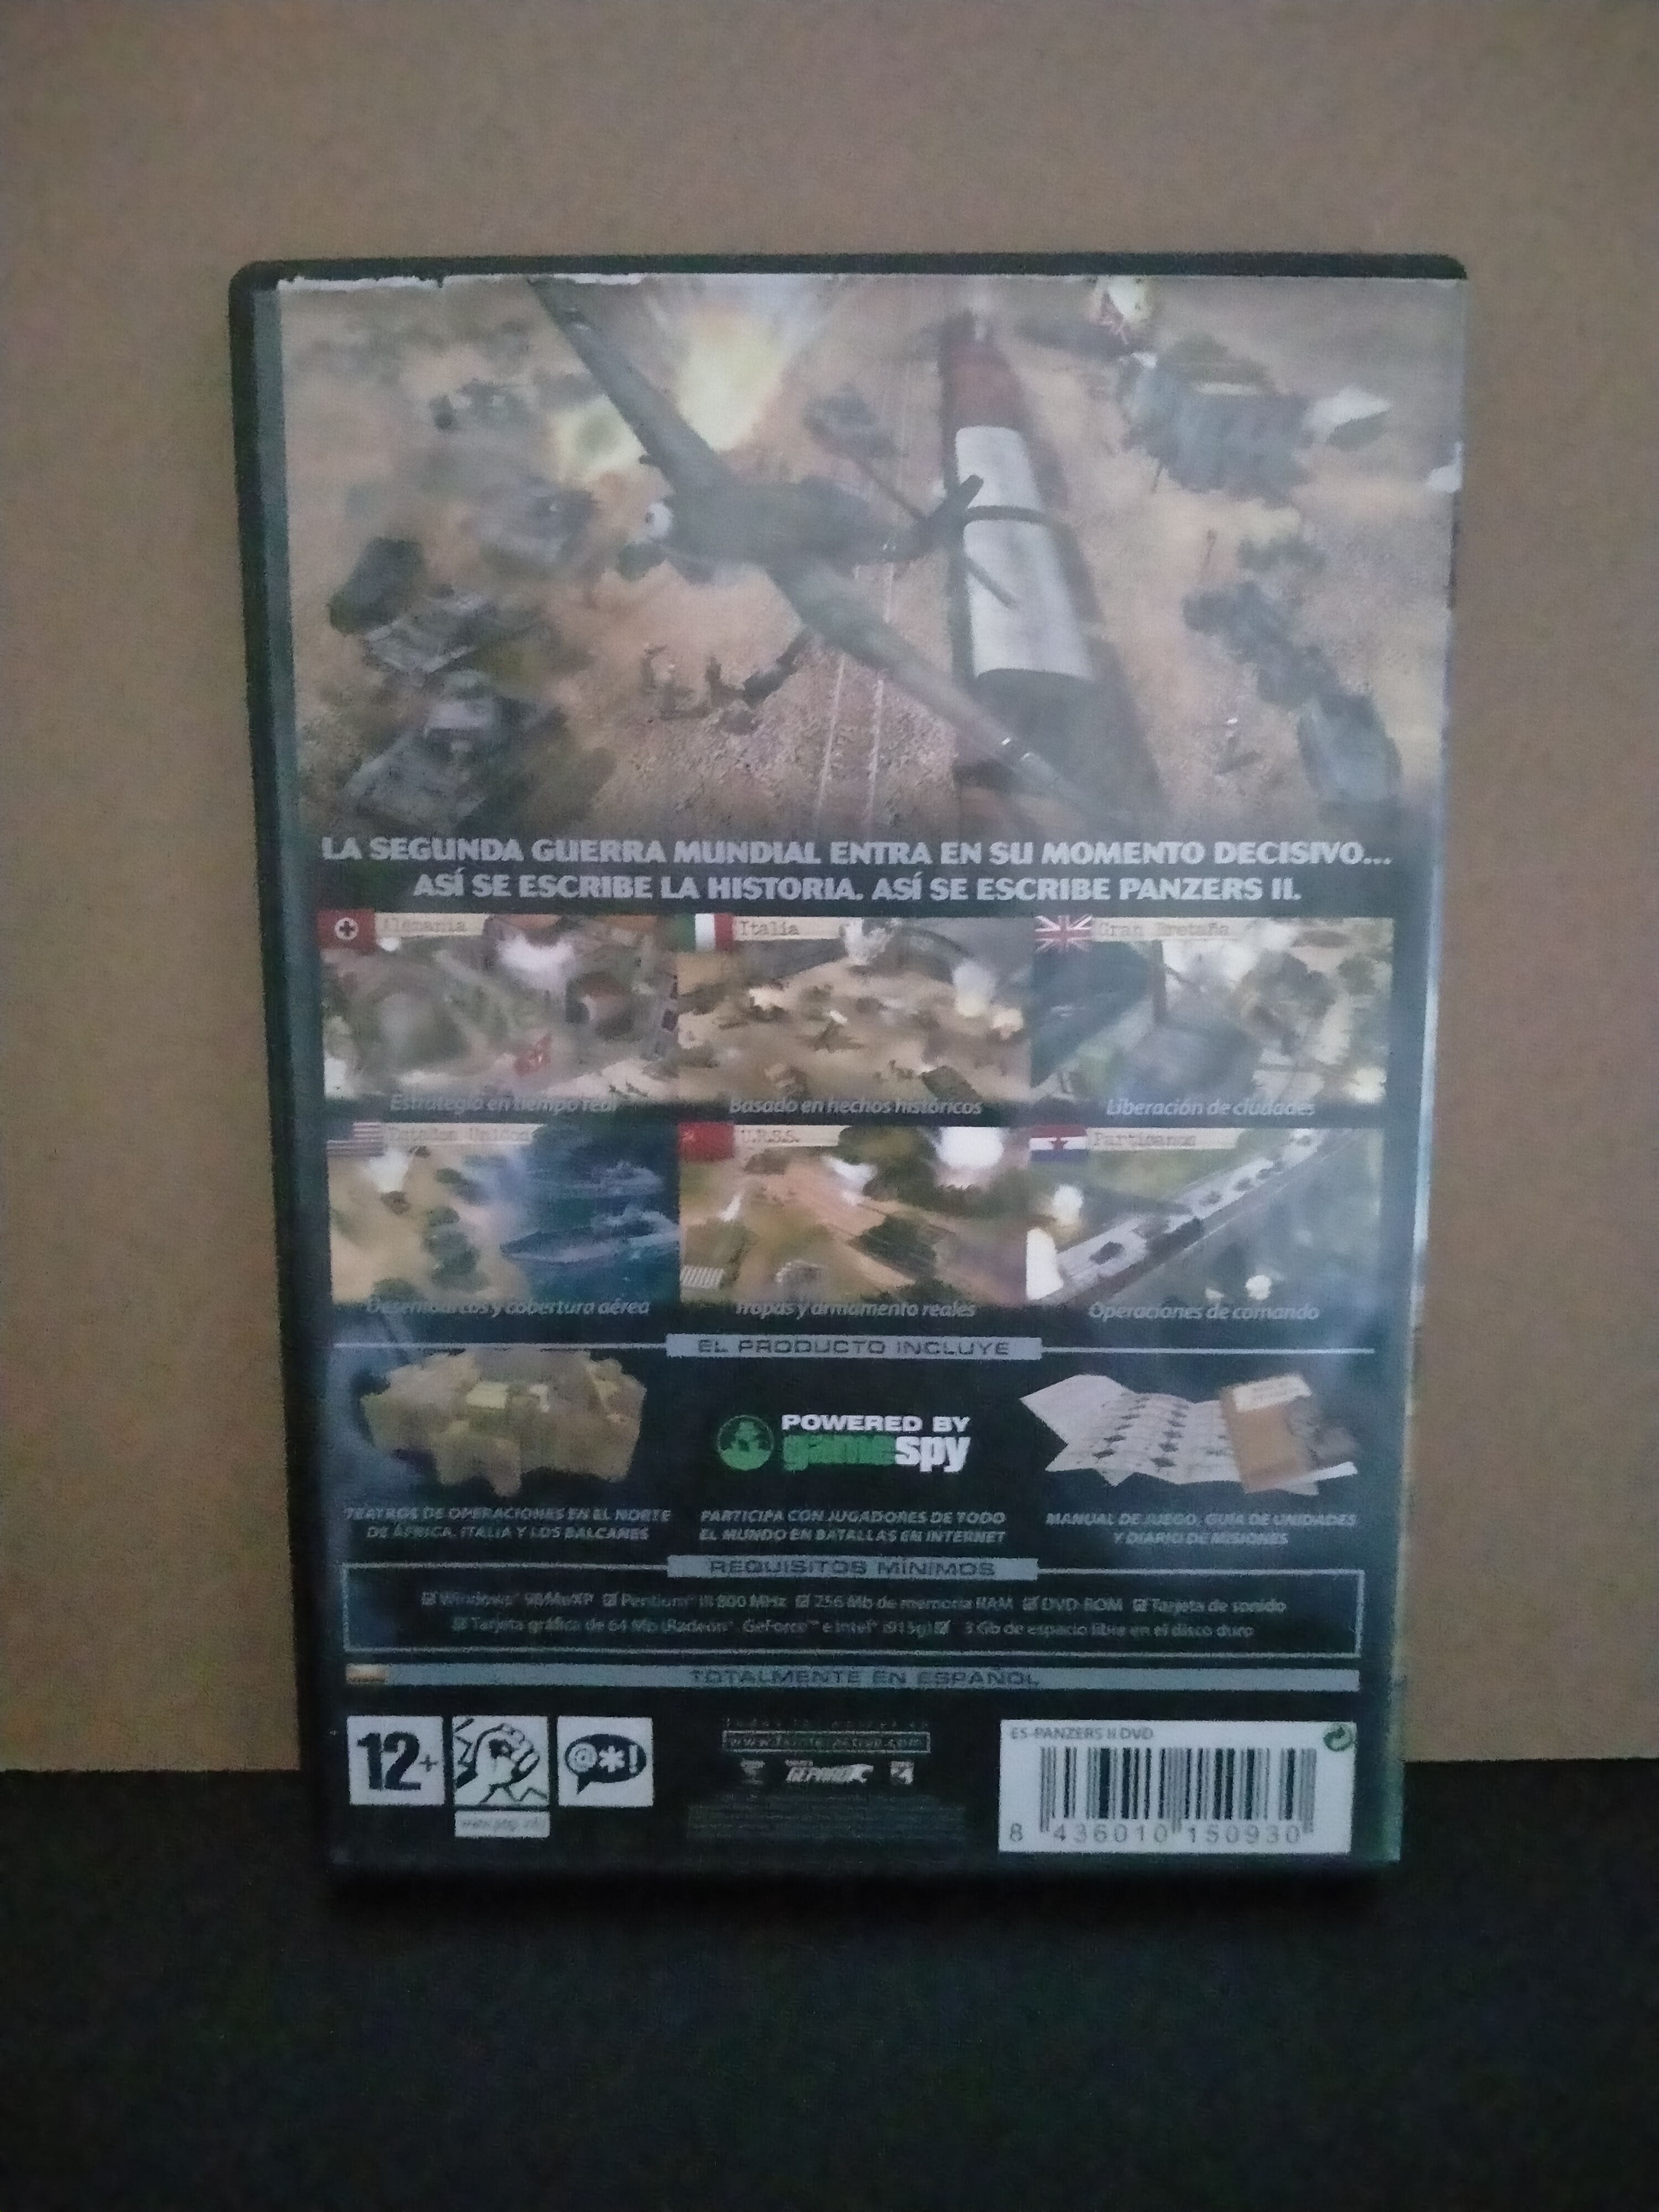 LA SEGUNDA GUERRA MUNDIAL ENTRA EN SU MOMENTO DECISIVO...
ASÍ SE ESCRIBE LA HISTORIA. ASÍ SE ESCRIBE PANZERS II.
Alemania
Italia
Gran Bretaña
Estrategia en tiempo real
Basado en hechos históricos
Liberación de ciudades
Estados Unidos
U.R.S.S.
Partisanos
Desembarcos y cobertura aérea
Tropas y armamento reales
Operaciones de comando
EL PRODUCTO INCLUYE
POWERED BY
gamespy
TEATROS DE OPERACIONES EN EL NORTE
DE ÁFRICA, ITALIA Y LOS BALCANES
PARTICIPA CON JUGADORES DE TODO
EL MUNDO EN BATALLAS EN INTERNET
MANUAL DE JUEGO, GUÍA DE UNIDADES
Y DIARIO DE MISIONES
REQUISITOS MÍNIMOS
Windows® 98/Me/XP Pentium® III 800 MHz 256 Mb de memoria RAM DVD-ROM Tarjeta de sonido
Tarjeta gráfica de 64 Mb (Radeon®, GeForce™ e Intel® i915g) 3 Gb de espacio libre en el disco duro
TOTALMENTE EN ESPAÑOL
12+
@*!
www.pegi.info
www.fxinteractive.com
GEPARD
ES-PANZERS II DVD
8 436010 150930